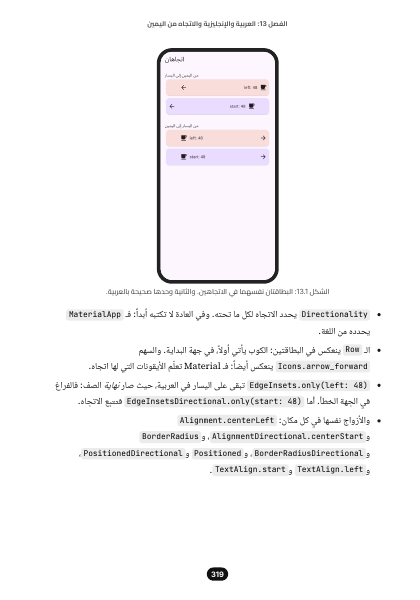 الفصل 13: العربية والإنجليزية والاتجاه من اليمين
اتجاهان
من اليمين إلى اليسار
left: 48
start: 48
من اليسار إلى اليمين
left: 48
start: 48
الشكل 13.1: البطاقتان نفسهما في الاتجاهين. والثانية وحدها صحيحة بالعربية.
• Directionality يحدد الاتجاه لكل ما تحته. وفي العادة لا تكتبه أبداً: فـ MaterialApp
يحدده من اللغة.
• الـ Row ينعكس في البطاقتين: الكوب يأتي أولاً، في جهة البداية. والسهم
Icons.arrow_forward ينعكس أيضاً: فـ Material تعلّم الأيقونات التي لها اتجاه.
• EdgeInsets.only(left: 48) تبقى على اليسار في العربية، حيث صار نهاية الصف: فالفراغ
في الجهة الخطأ. أما EdgeInsetsDirectional.only(start: 48) فتتبع الاتجاه.
• والأزواج نفسها في كل مكان: Alignment.centerLeft
و AlignmentDirectional.centerStart ، و BorderRadius
و BorderRadiusDirectional ، و Positioned و PositionedDirectional ،
و TextAlign.left و TextAlign.start .
319